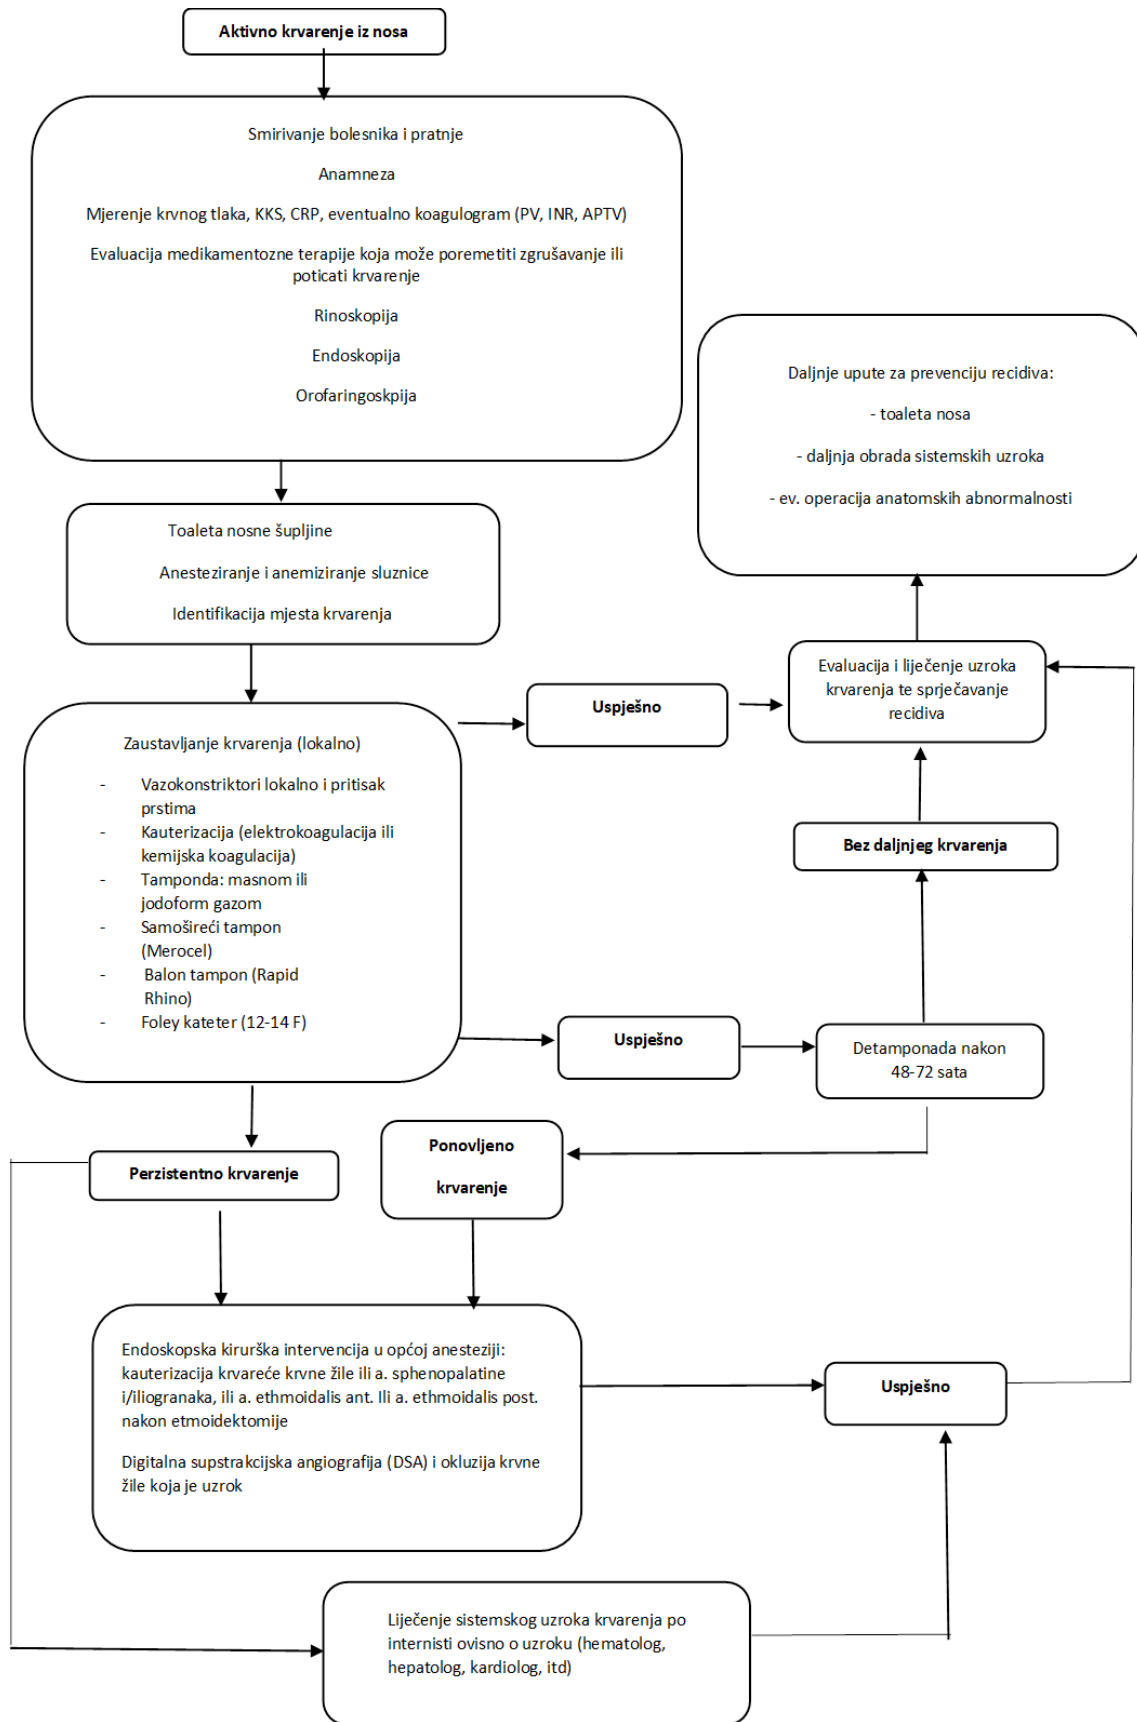 Aktivno krvarenje iz nosa
Smirivanje bolesnika i pratnje
Anamneza
Mjerenje krvnog tlaka, KKS, CRP, eventualno koagulogram (PV, INR, APTV)
Evaluacija medikamentozne terapije koja može poremetiti zgrušavanje ili
poticati krvarenje
Rinoskopija
Endoskopija
Orofaringoskpija
Daljnje upute za prevenciju recidiva:
- toaleta nosa
- daljnja obrada sistemskih uzroka
- ev. operacija anatomskih abnormalnosti
Toaleta nosne šupljine
Anesteziranje i anemiziranje sluznice
Identifikacija mjesta krvarenja
Evaluacija i liječenje uzroka
krvarenja te sprječavanje
recidiva
Uspješno
Zaustavljanje krvarenja (lokalno)
- Vazokonstriktori lokalno i pritisak
prstima
- Kauterizacija (elektrokoagulacija ili
kemijska koagulacija)
- Tamponda: masnom ili
jodoform gazom
- Samošireći tampon
(Merocel)
- Balon tampon (Rapid
Rhino)
- Foley kateter (12-14 F)
Bez daljnjeg krvarenja
Uspješno
Detamponada nakon
48-72 sata
Ponovljeno
krvarenje
Perzistentno krvarenje
Endoskopska kirurška intervencija u općoj anesteziji:
kauterizacija krvareće krvne žile ili a. sphenopalatine
i/iliogranaka, ili a. ethmoidalis ant. Ili a. ethmoidalis post.
nakon etmoidektomije
Digitalna supstrakcijska angiografija (DSA) i okluzija krvne
žile koja je uzrok
Uspješno
Liječenje sistemskog uzroka krvarenja po
internisti ovisno o uzroku (hematolog,
hepatolog, kardiolog, itd)